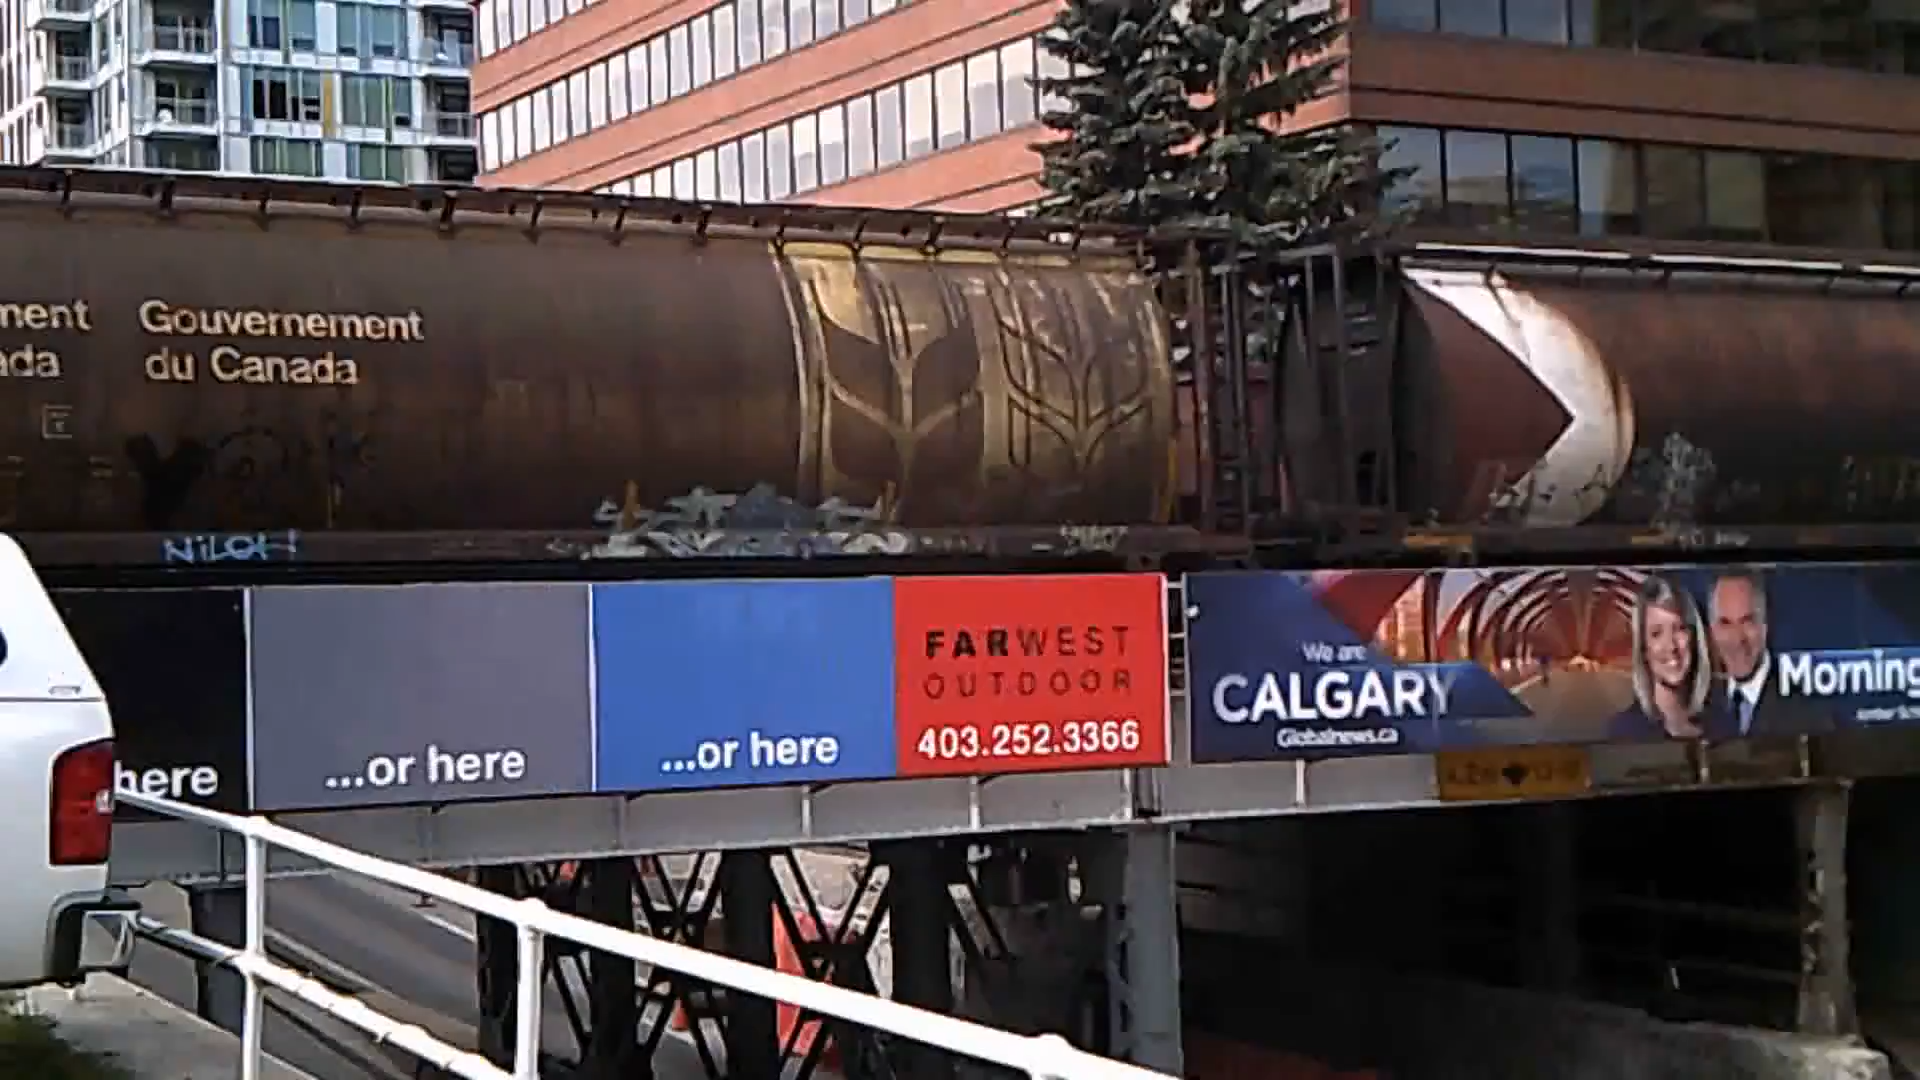 ment
ada
Gouvernement
du Canada
NiLOH
here
...or here
...or here
FARWEST
OUTDOOR
403.252.3366
We are
CALGARY
Globalnews.ca
Morning